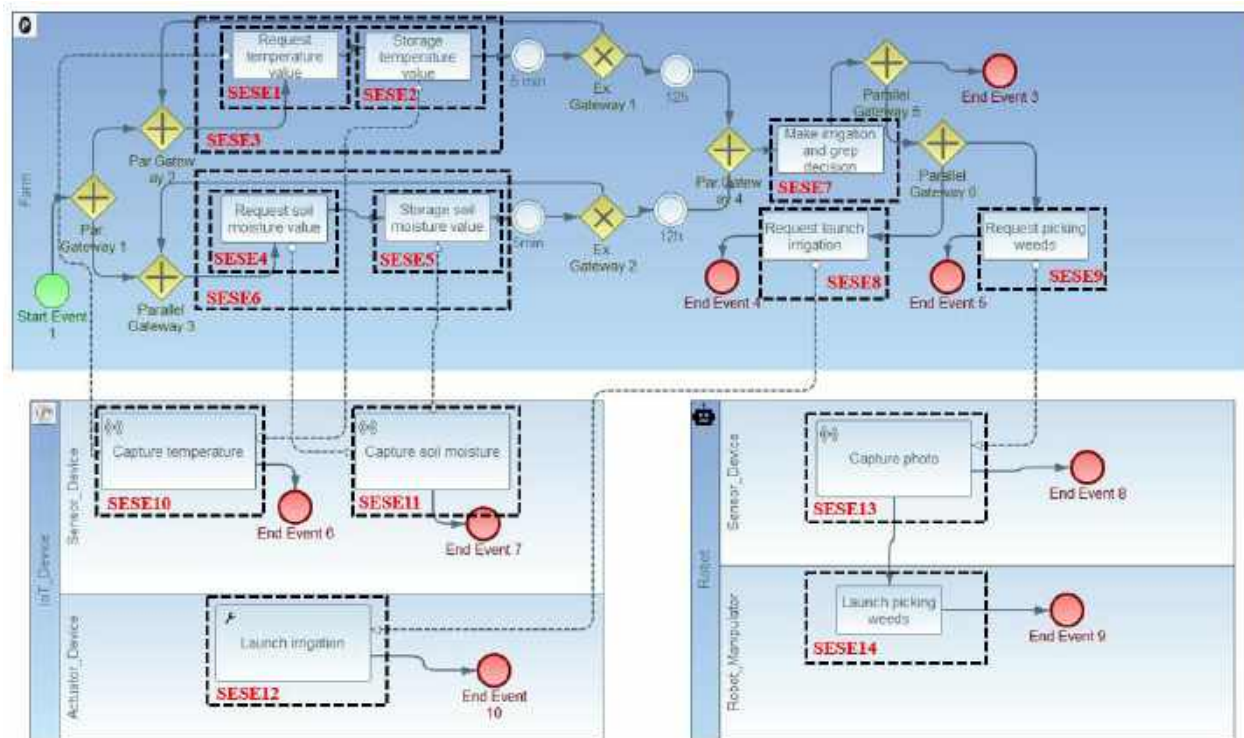 P
Request
temperature
value
SESE1
Storage
temperature
value
SESE2
SESE3
5 min
Ex
Gateway 1
12h
Parallel
Gateway 5
End Event 3
Par Gatew
ay 2
Par Gatew
ay 4
Make irrigation
and grep
decision
SESE7
Parallel
Gateway 6
Farm
Par
Gateway 1
Request soil
moisture value
SESE4
Storage soil
moisture value
SESE5
SESE6
5min
Ex
Gateway 2
12h
Request launch
irrigation
SESE8
Request picking
weeds
SESE9
End Event 4
End Event 5
Start Event
1
Parallel
Gateway 3
IoT_Device
Sensor_Device
Capture temperature
SESE10
End Event 6
Capture soil moisture
SESE11
End Event 7
Actuator_Device
Launch irrigation
SESE12
End Event
10
Robot
Sensor_Device
Capture photo
SESE13
End Event 8
Robot_Manipulator
Launch picking
weeds
SESE14
End Event 9